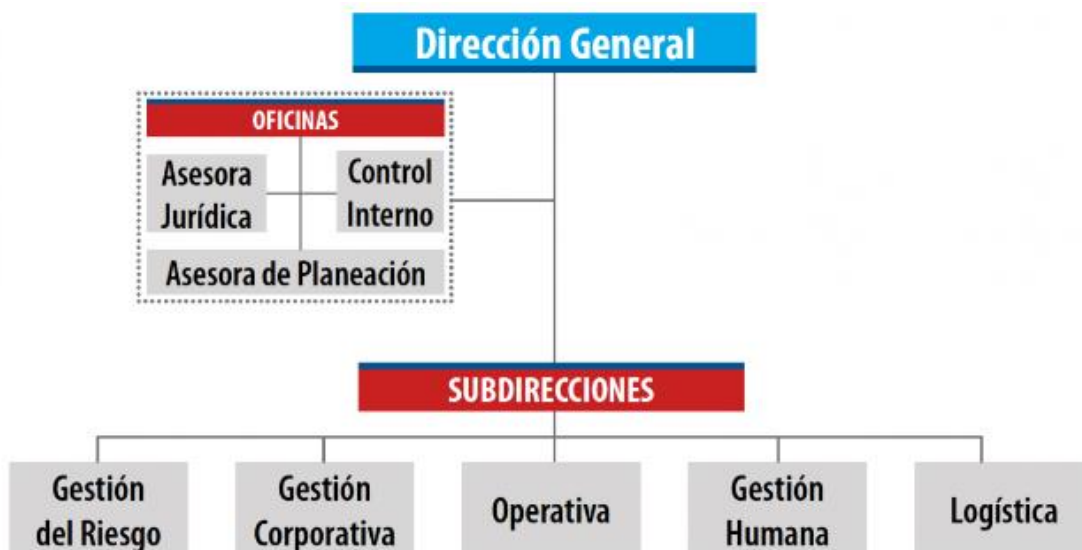 Dirección General
OFICINAS
Asesora
Jurídica
Control
Interno
Asesora de Planeación
SUBDIRECCIONES
Gestión
del Riesgo
Gestión
Corporativa
Operativa
Gestión
Humana
Logística